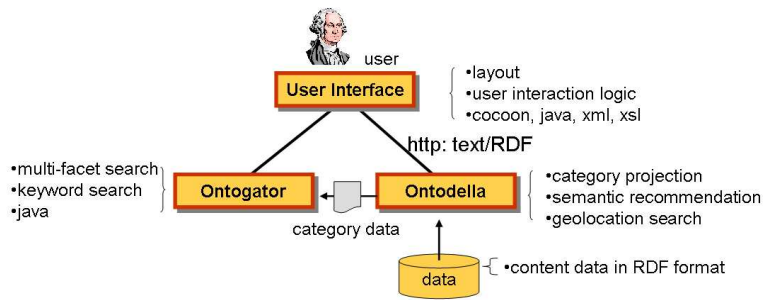 user
User Interface
•layout
•user interaction logic
•cocoon, java, xml, xsl
http: text/RDF
•multi-facet search
•keyword search
•java
Ontogator
Ontodella
•category projection
•semantic recommendation
•geolocation search
category data
data
•content data in RDF format